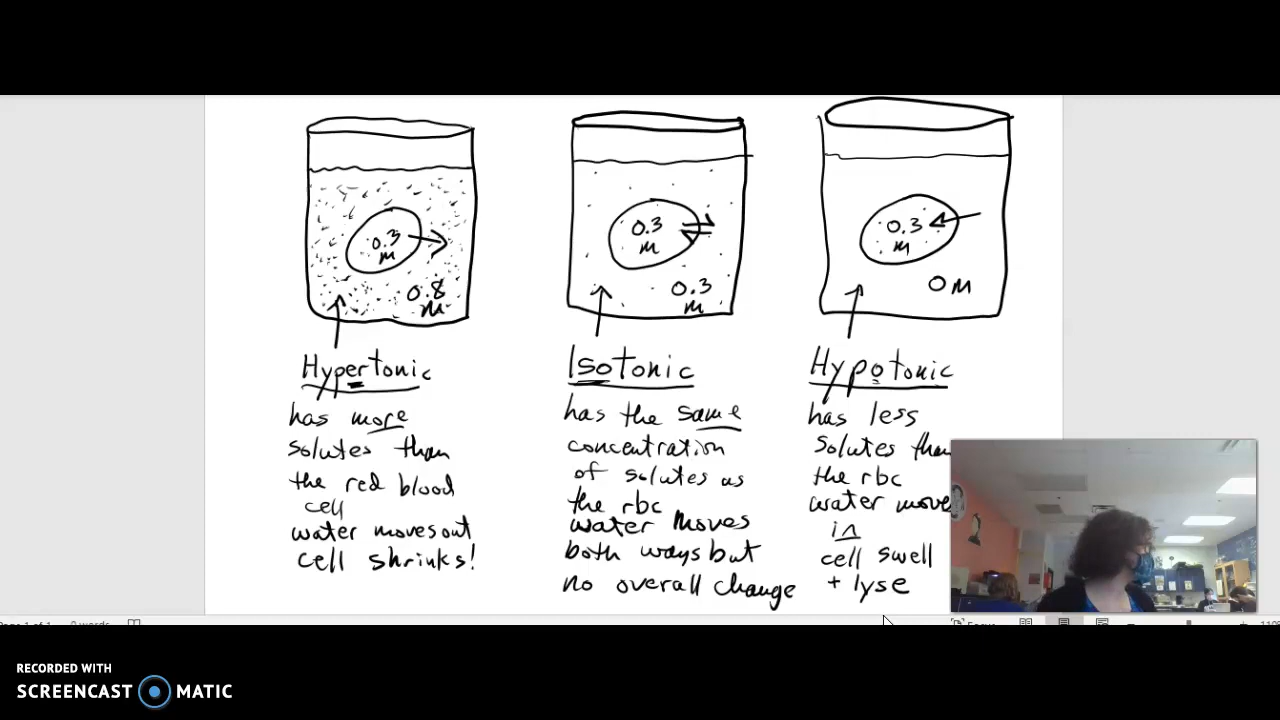 0.3
M
0.8
M
Hypertonic
has more
solutes than
the red blood
cell
water moves out
cell shrinks!
0.3
M
0.3
M
Isotonic
has the same
concentration
of solutes as
the rbc
water moves
both ways but
no overall change
0.3
M
0 M
Hypotonic
has less
solutes than
the rbc
water move
in
cell swell
+ lyse
Focus
RECORDED WITH
SCREENCAST MATIC